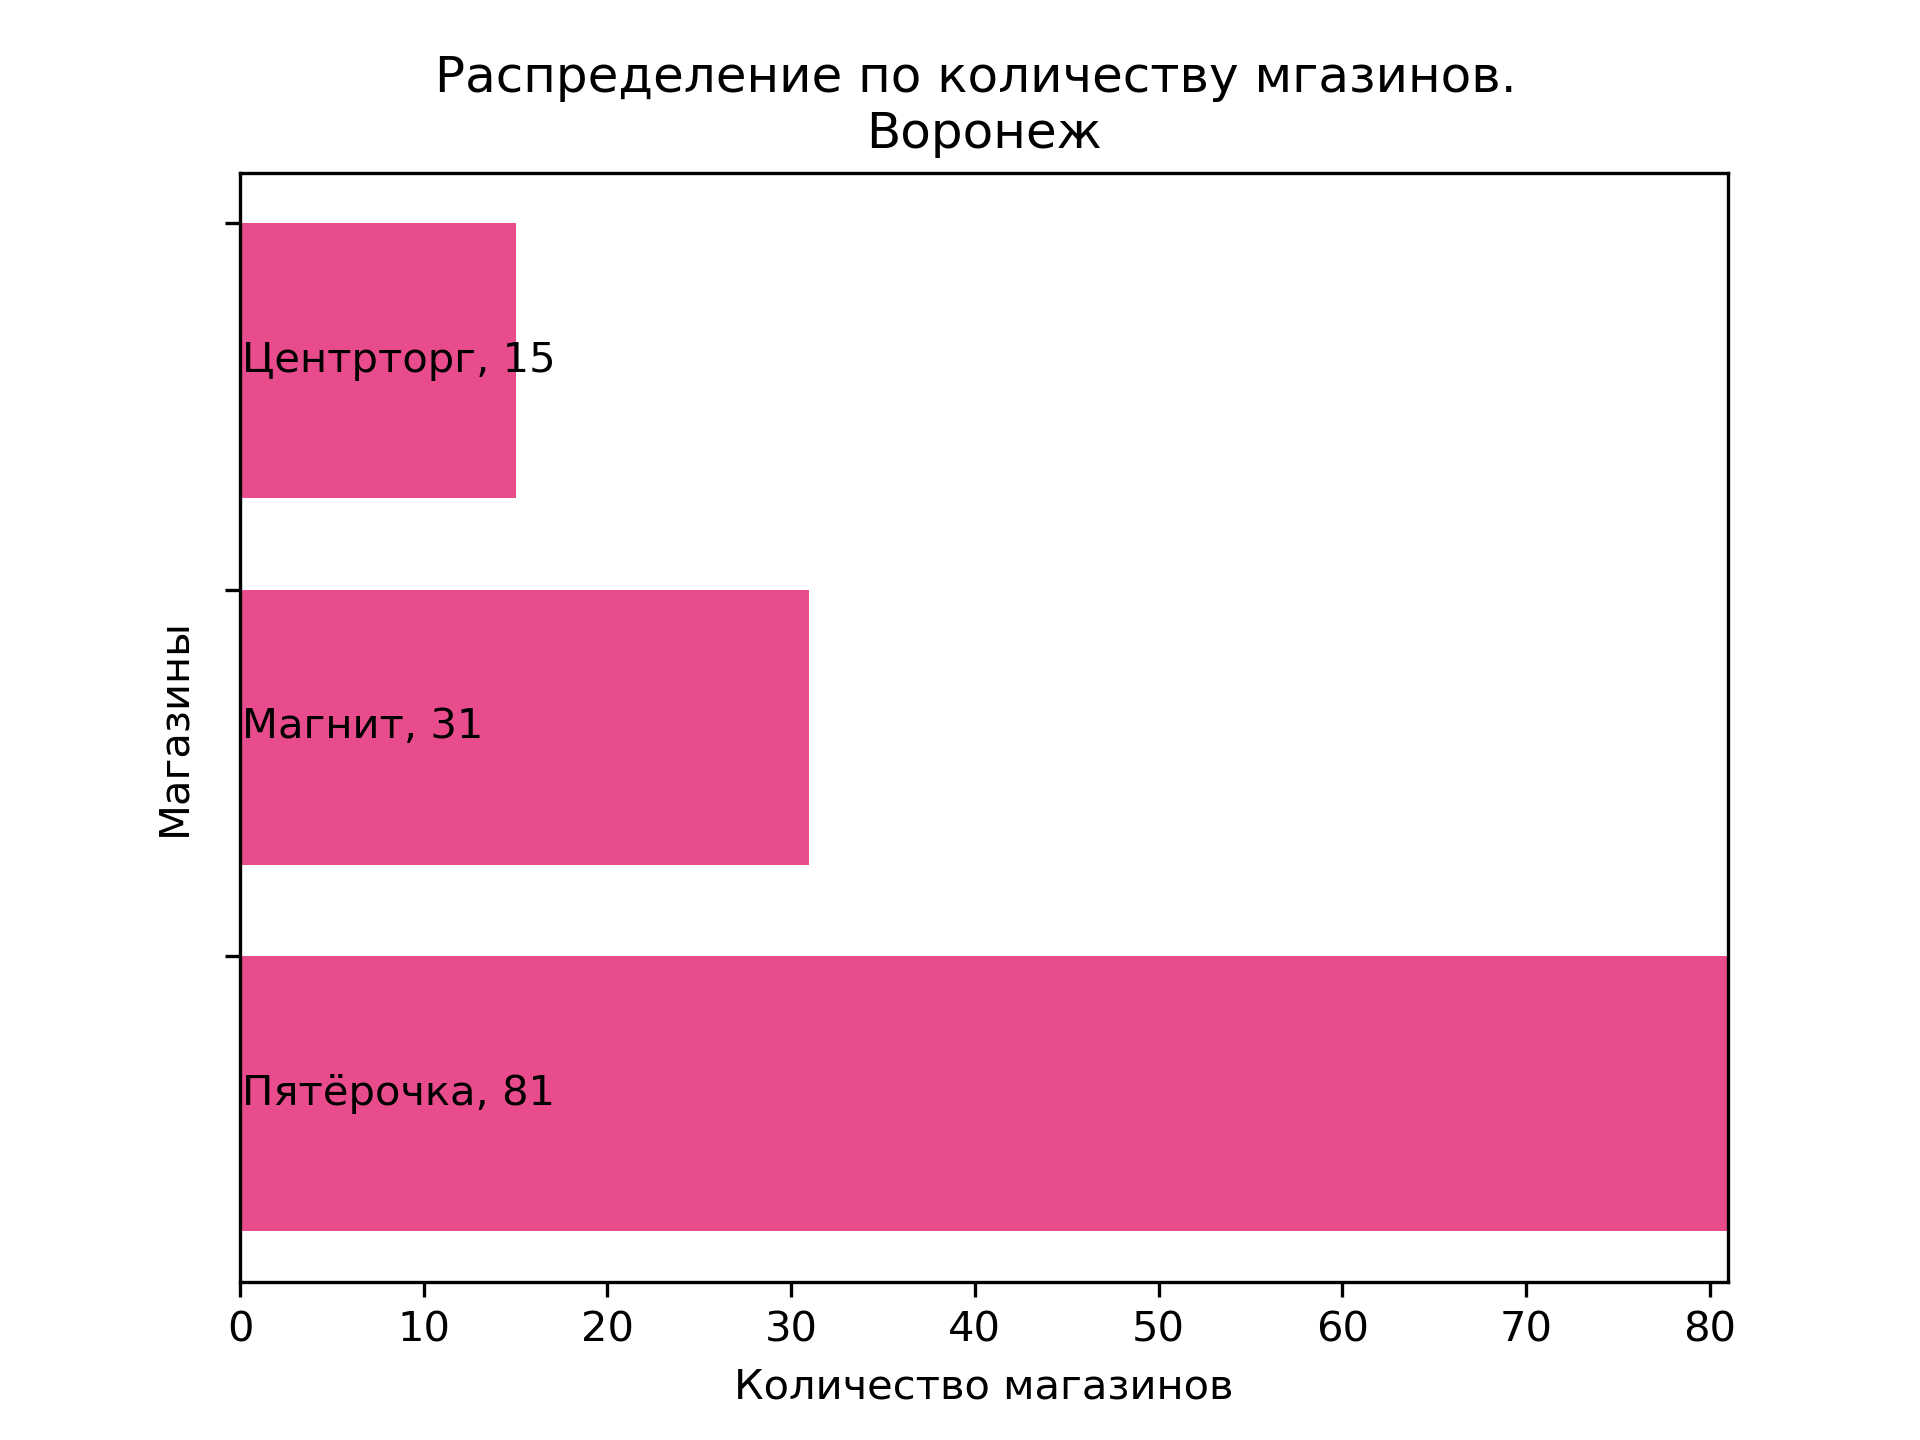 Распределение по количеству мгазинов.
Воронеж
Центрторг, 15
Магнит, 31
Пятёрочка, 81
Магазины
0 10 20 30 40 50 60 70 80
Количество магазинов